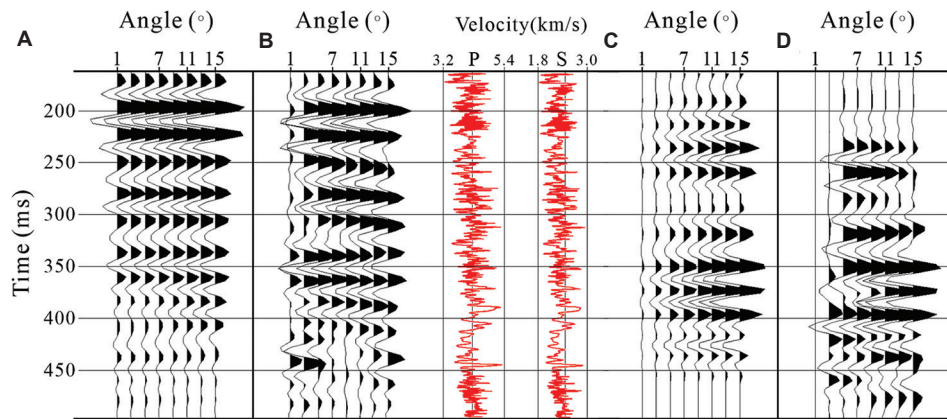 A Angle (°) B Angle (°) Velocity(km/s) C Angle (°) D Angle (°)
1 7 11 15 1 7 11 15 3.2 P 5.4 1.8 S 3.0 1 7 11 15 1 7 11 15
Time (ms)
200
250
300
350
400
450